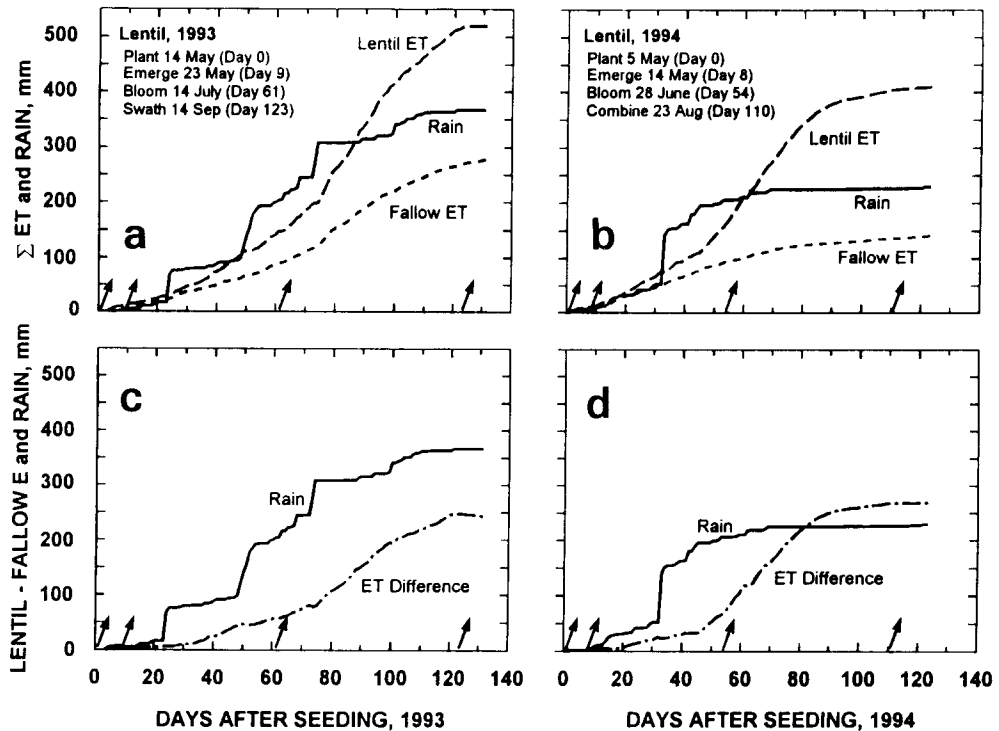 Σ ET and RAIN, mm
500
400
300
200
100
0
Lentil, 1993
Plant 14 May (Day 0)
Emerge 23 May (Day 9)
Bloom 14 July (Day 61)
Swath 14 Sep (Day 123)
Lentil ET
Rain
Fallow ET
a
Lentil, 1994
Plant 5 May (Day 0)
Emerge 14 May (Day 8)
Bloom 28 June (Day 54)
Combine 23 Aug (Day 110)
Lentil ET
Rain
Fallow ET
b
LENTIL - FALLOW E and RAIN, mm
500
400
300
200
100
0
c
Rain
ET Difference
0 20 40 60 80 100 120 140
DAYS AFTER SEEDING, 1993
d
Rain
ET Difference
0 20 40 60 80 100 120 140
DAYS AFTER SEEDING, 1994